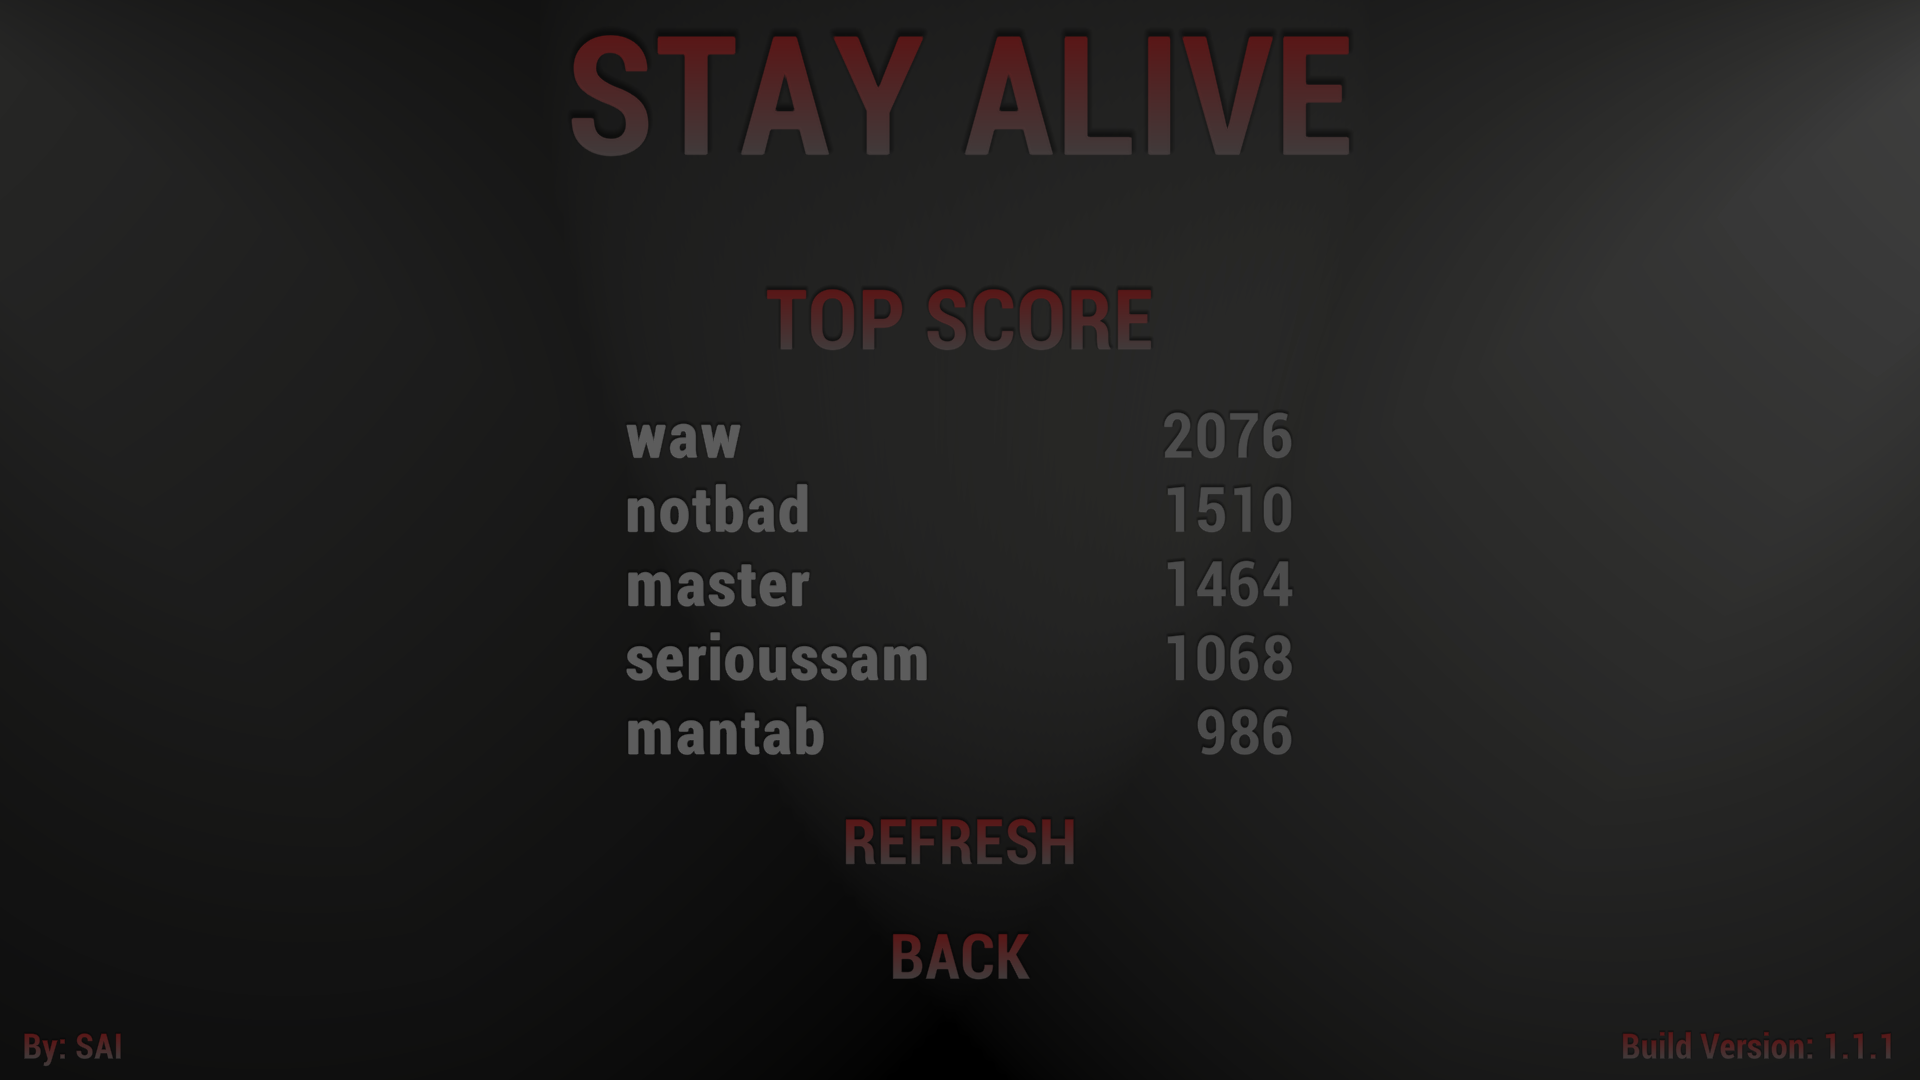 STAY ALIVE
TOP SCORE
waw 2076
notbad 1510
master 1464
serioussam 1068
mantab 986
REFRESH
BACK
By: SAI
Build Version: 1.1.1